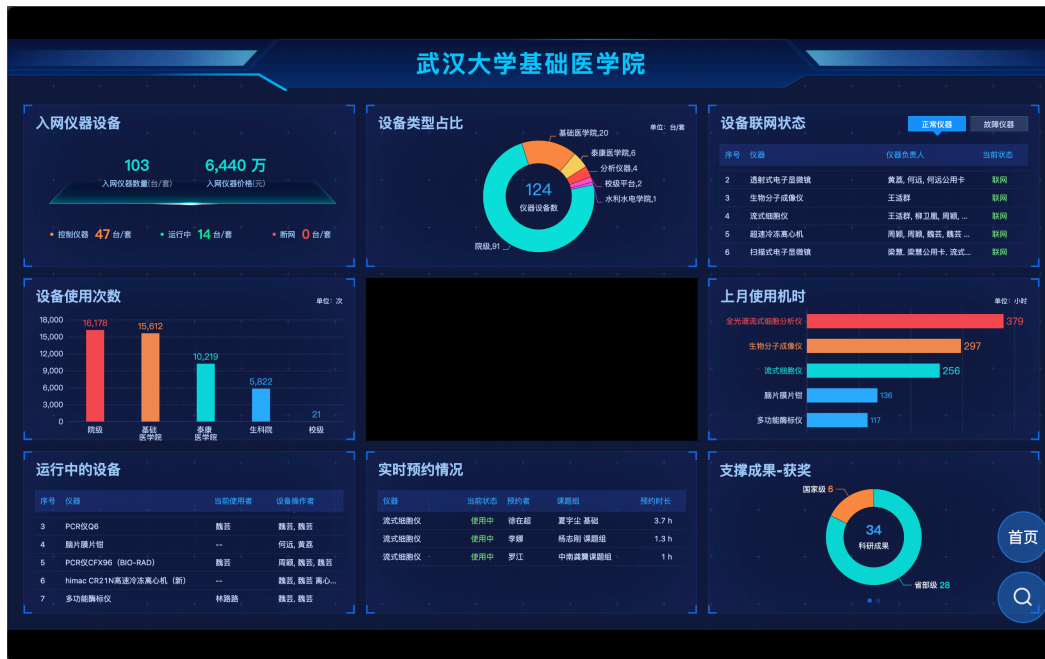 武汉大学基础医学院
入网仪器设备
103
6,440 万
入网仪器数量(台/套)
入网仪器价格(元)
控制仪器 47 台/套
运行中 14 台/套
断网 0 台/套
设备类型占比
单位: 台/套
基础医学院,20
泰康医学院,6
分析仪器,4
校级平台,2
水利水电学院,1
124
仪器设备数
院级,91
设备联网状态
正常仪器 故障仪器
序号 仪器 仪器负责人 当前状态
2 透射式电子显微镜 黄荔, 何远, 何远公用卡 联网
3 生物分子成像仪 王适群 联网
4 流式细胞仪 王适群, 柳卫凰, 周颖, ... 联网
5 超速冷冻离心机 周颖, 周颖, 魏芸, 魏芸 ... 联网
6 扫描式电子显微镜 梁慧, 梁慧公用卡, 流式... 联网
设备使用次数
单位: 次
18,000
15,000
12,000
9,000
6,000
3,000
0
16,178
15,612
10,219
5,822
21
院级
基础医学院
泰康医学院
生科院
校级
上月使用机时
单位: 小时
全光谱流式细胞分析仪 379
生物分子成像仪 297
流式细胞仪 256
脑片膜片钳 136
多功能酶标仪 117
运行中的设备
序号 仪器 当前使用者 设备操作者
3 PCR仪Q6 魏芸 魏芸, 魏芸
4 脑片膜片钳 -- 何远, 黄荔
5 PCR仪CFX96（BIO-RAD） 魏芸 周颖, 魏芸, 魏芸
6 himac CR21N高速冷冻离心机（新） -- 魏芸, 魏芸 离心...
7 多功能酶标仪 林路路 魏芸, 魏芸
实时预约情况
仪器 当前状态 预约者 课题组 预约时长
流式细胞仪 使用中 徐在超 夏宇尘 基础 3.7 h
流式细胞仪 使用中 李娜 杨志刚 课题组 1.3 h
流式细胞仪 使用中 罗江 中南龚翼课题组 1 h
支撑成果-获奖
国家级 6
34
科研成果
省部级 28
首页